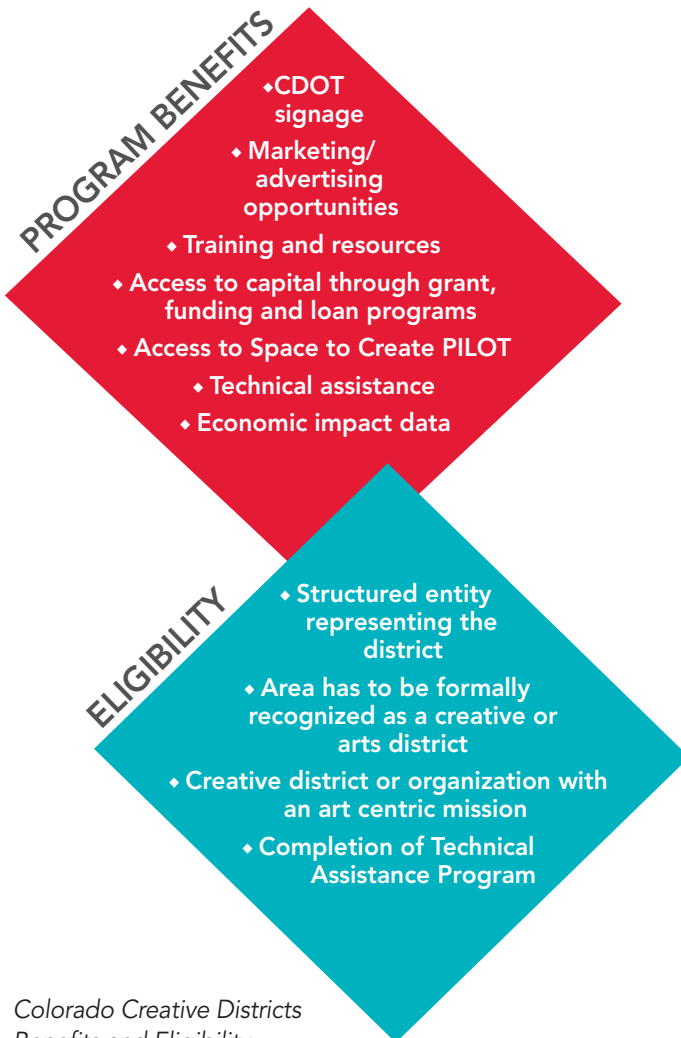 PROGRAM BENEFITS
◆CDOT
signage
◆ Marketing/
advertising
opportunities
◆ Training and resources
◆ Access to capital through grant,
funding and loan programs
◆ Access to Space to Create PILOT
◆ Technical assistance
◆ Economic impact data
ELIGIBILITY
◆ Structured entity
representing the
district
◆ Area has to be formally
recognized as a creative or
arts district
◆ Creative district or organization with
an art centric mission
◆ Completion of Technical
Assistance Program
Colorado Creative Districts
Benefits and Eligibility